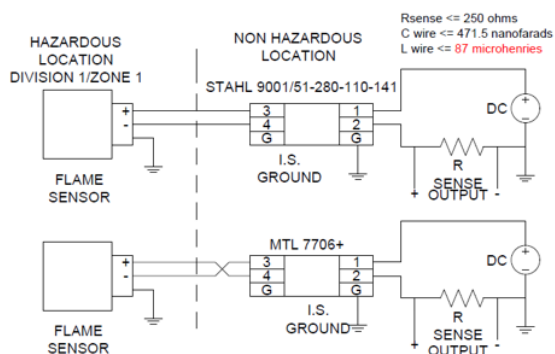 Rsense <= 250 ohms
C wire <= 471.5 nanofarads
L wire <= 87 microhenries
HAZARDOUS
LOCATION
DIVISION 1/ZONE 1
NON HAZARDOUS
LOCATION
STAHL 9001/51-280-110-141
+
-
3
4
G
1
2
G
DC
+
-
I.S.
GROUND
R
SENSE
OUTPUT
+
-
FLAME
SENSOR
MTL 7706+
+
-
3
4
G
1
2
G
DC
+
-
I.S.
GROUND
R
SENSE
OUTPUT
+
-
FLAME
SENSOR